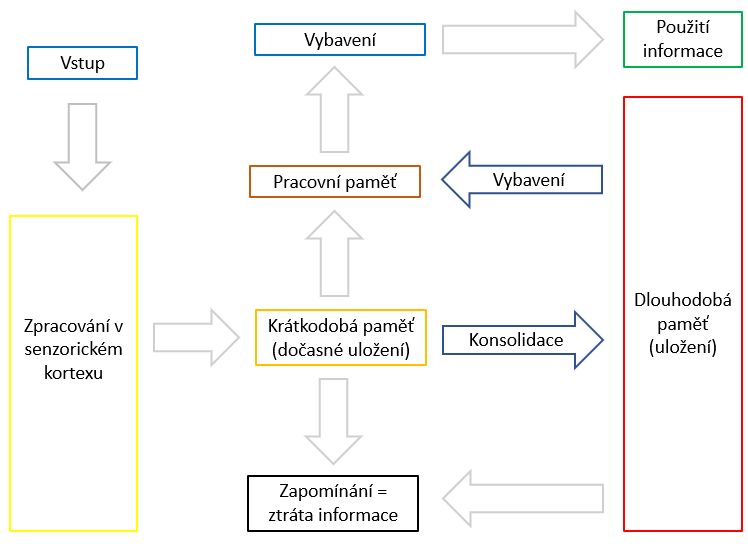 Vstup
Vybavení
Použití
informace
Pracovní paměť
Vybavení
Zpracování v
senzorickém
kortexu
Krátkodobá paměť
(dočasné uložení)
Konsolidace
Dlouhodobá
paměť
(uložení)
Zapomínání =
ztráta informace